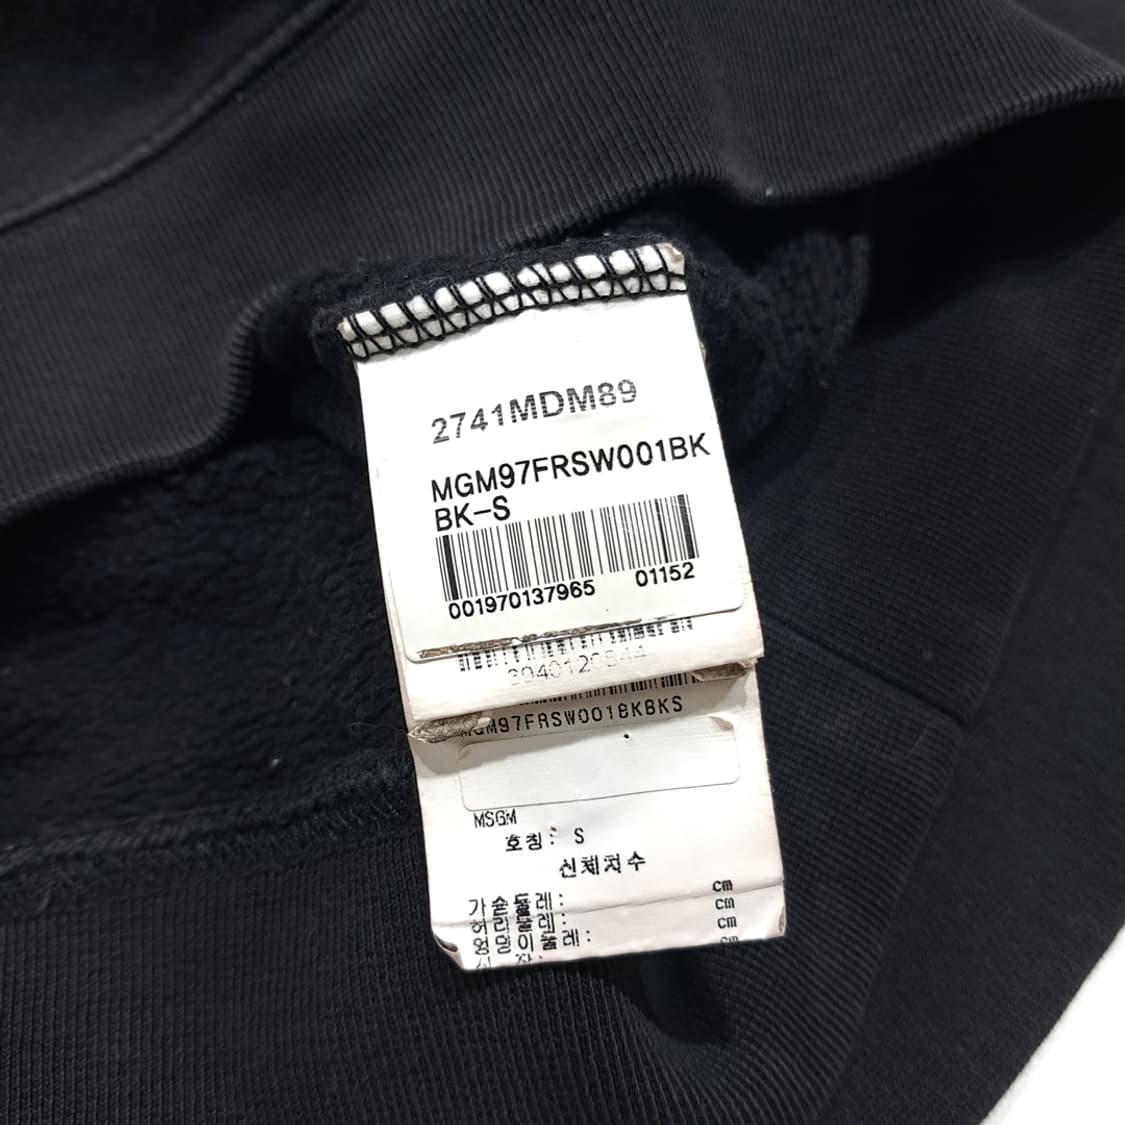 2741MDM89
MGM97FRSW001BK
BK-S
001970137965 01152
MGM97FRSW001BKBKS
MSGM
호칭: S
신체치수
cm
가슴둘레: cm
허리둘레: cm
엉덩이둘레: cm